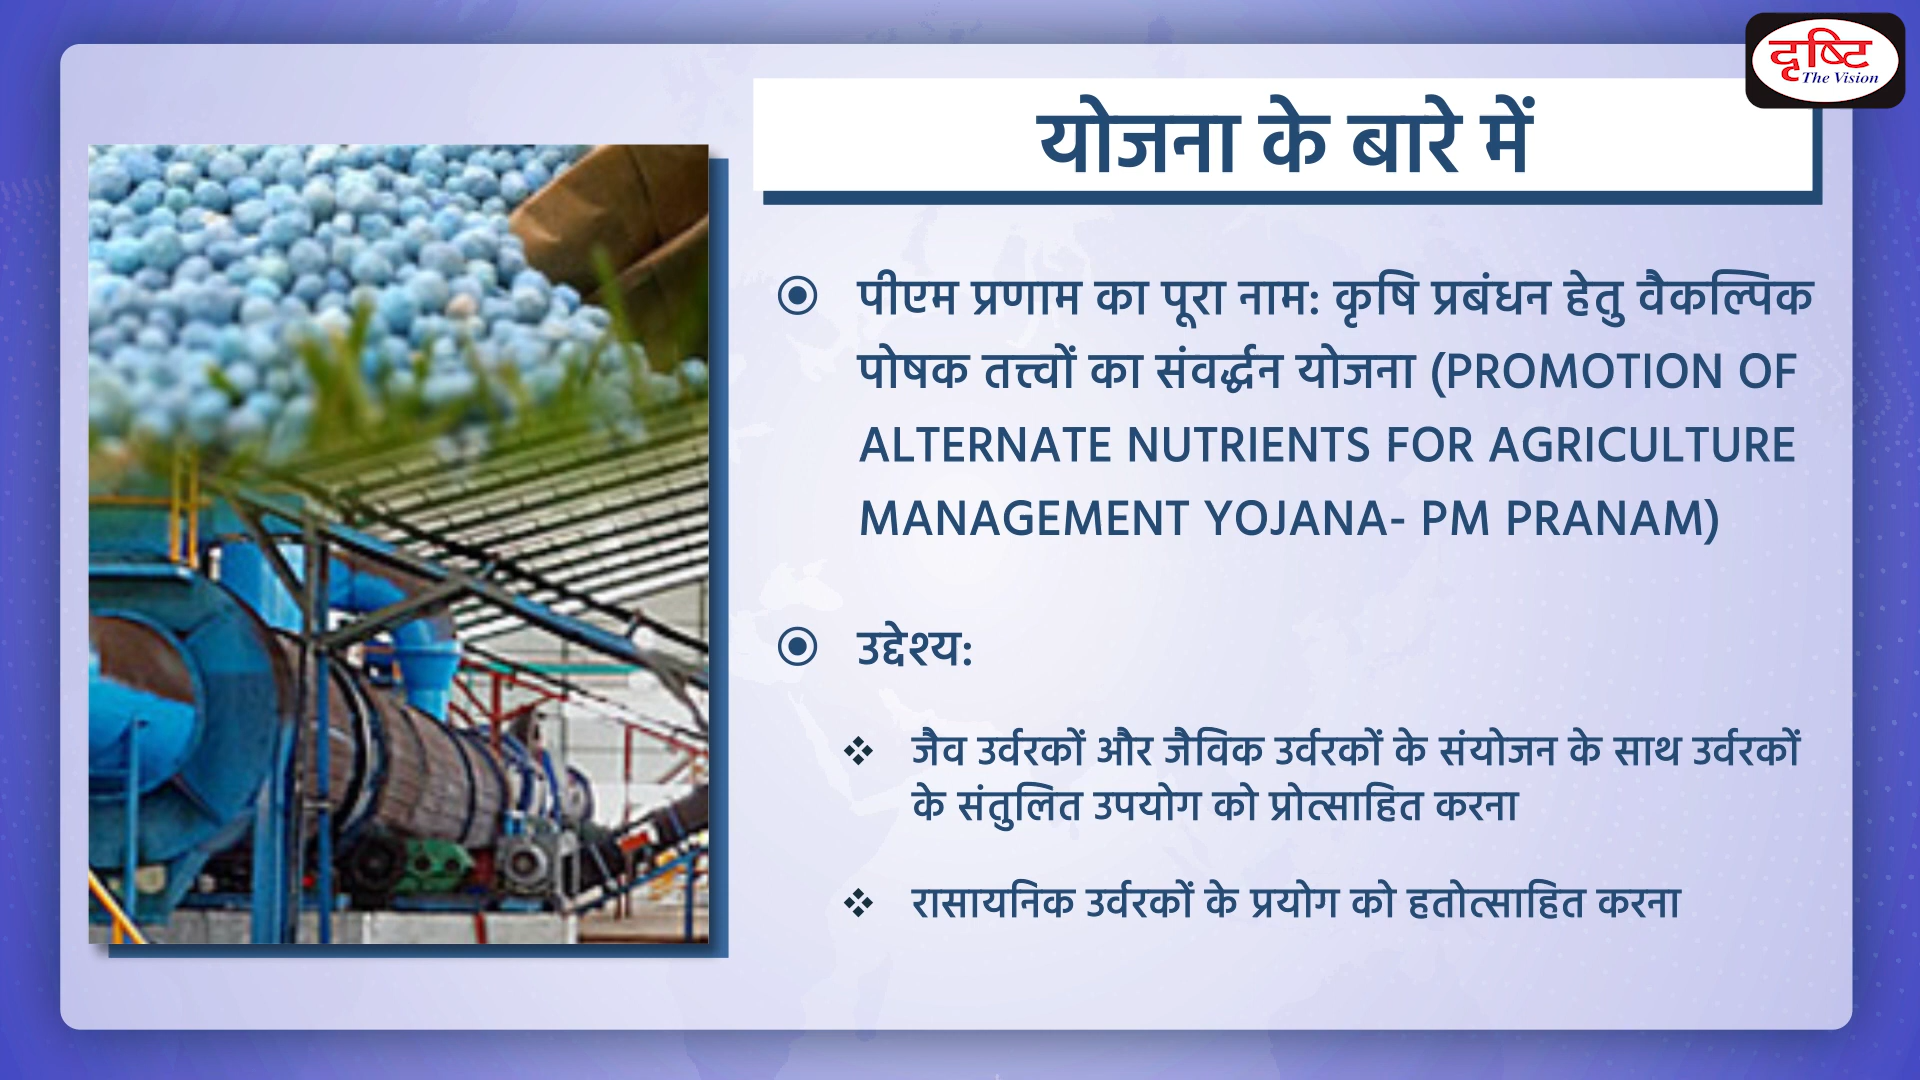 दृष्टि
The Vision
योजना के बारे में
पीएम प्रणाम का पूरा नाम: कृषि प्रबंधन हेतु वैकल्पिक
पोषक तत्त्वों का संवर्द्धन योजना (PROMOTION OF
ALTERNATE NUTRIENTS FOR AGRICULTURE
MANAGEMENT YOJANA- PM PRANAM)
उद्देश्य:
जैव उर्वरकों और जैविक उर्वरकों के संयोजन के साथ उर्वरकों
के संतुलित उपयोग को प्रोत्साहित करना
रासायनिक उर्वरकों के प्रयोग को हतोत्साहित करना